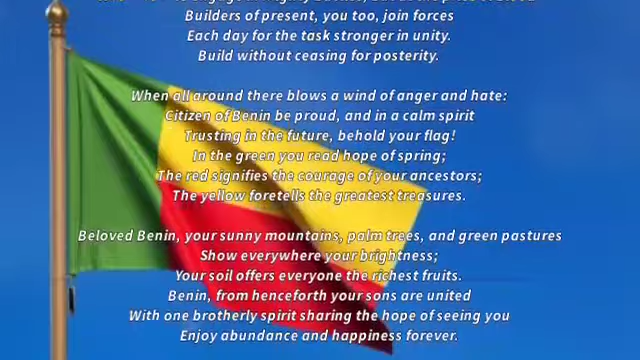 Builders of present, you too, join forces
Each day for the task stronger in unity.
Build without ceasing for posterity.
When all around there blows a wind of anger and hate:
Citizen of Benin be proud, and in a calm spirit
Trusting in the future, behold your flag!
In the green you read hope of spring;
The red signifies the courage of your ancestors;
The yellow foretells the greatest treasures.
Beloved Benin, your sunny mountains, palm trees, and green pastures
Show everywhere your brightness;
Your soil offers everyone the richest fruits.
Benin, from henceforth your sons are united
With one brotherly spirit sharing the hope of seeing you
Enjoy abundance and happiness forever.